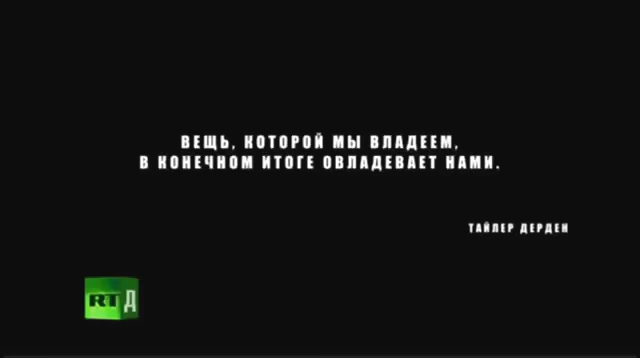 ВЕЩЬ, КОТОРОЙ МЫ ВЛАДЕЕМ,
В КОНЕЧНОМ ИТОГЕ ОВЛАДЕВАЕТ НАМИ.
ТАЙЛЕР ДЕРДЕН
RT Д